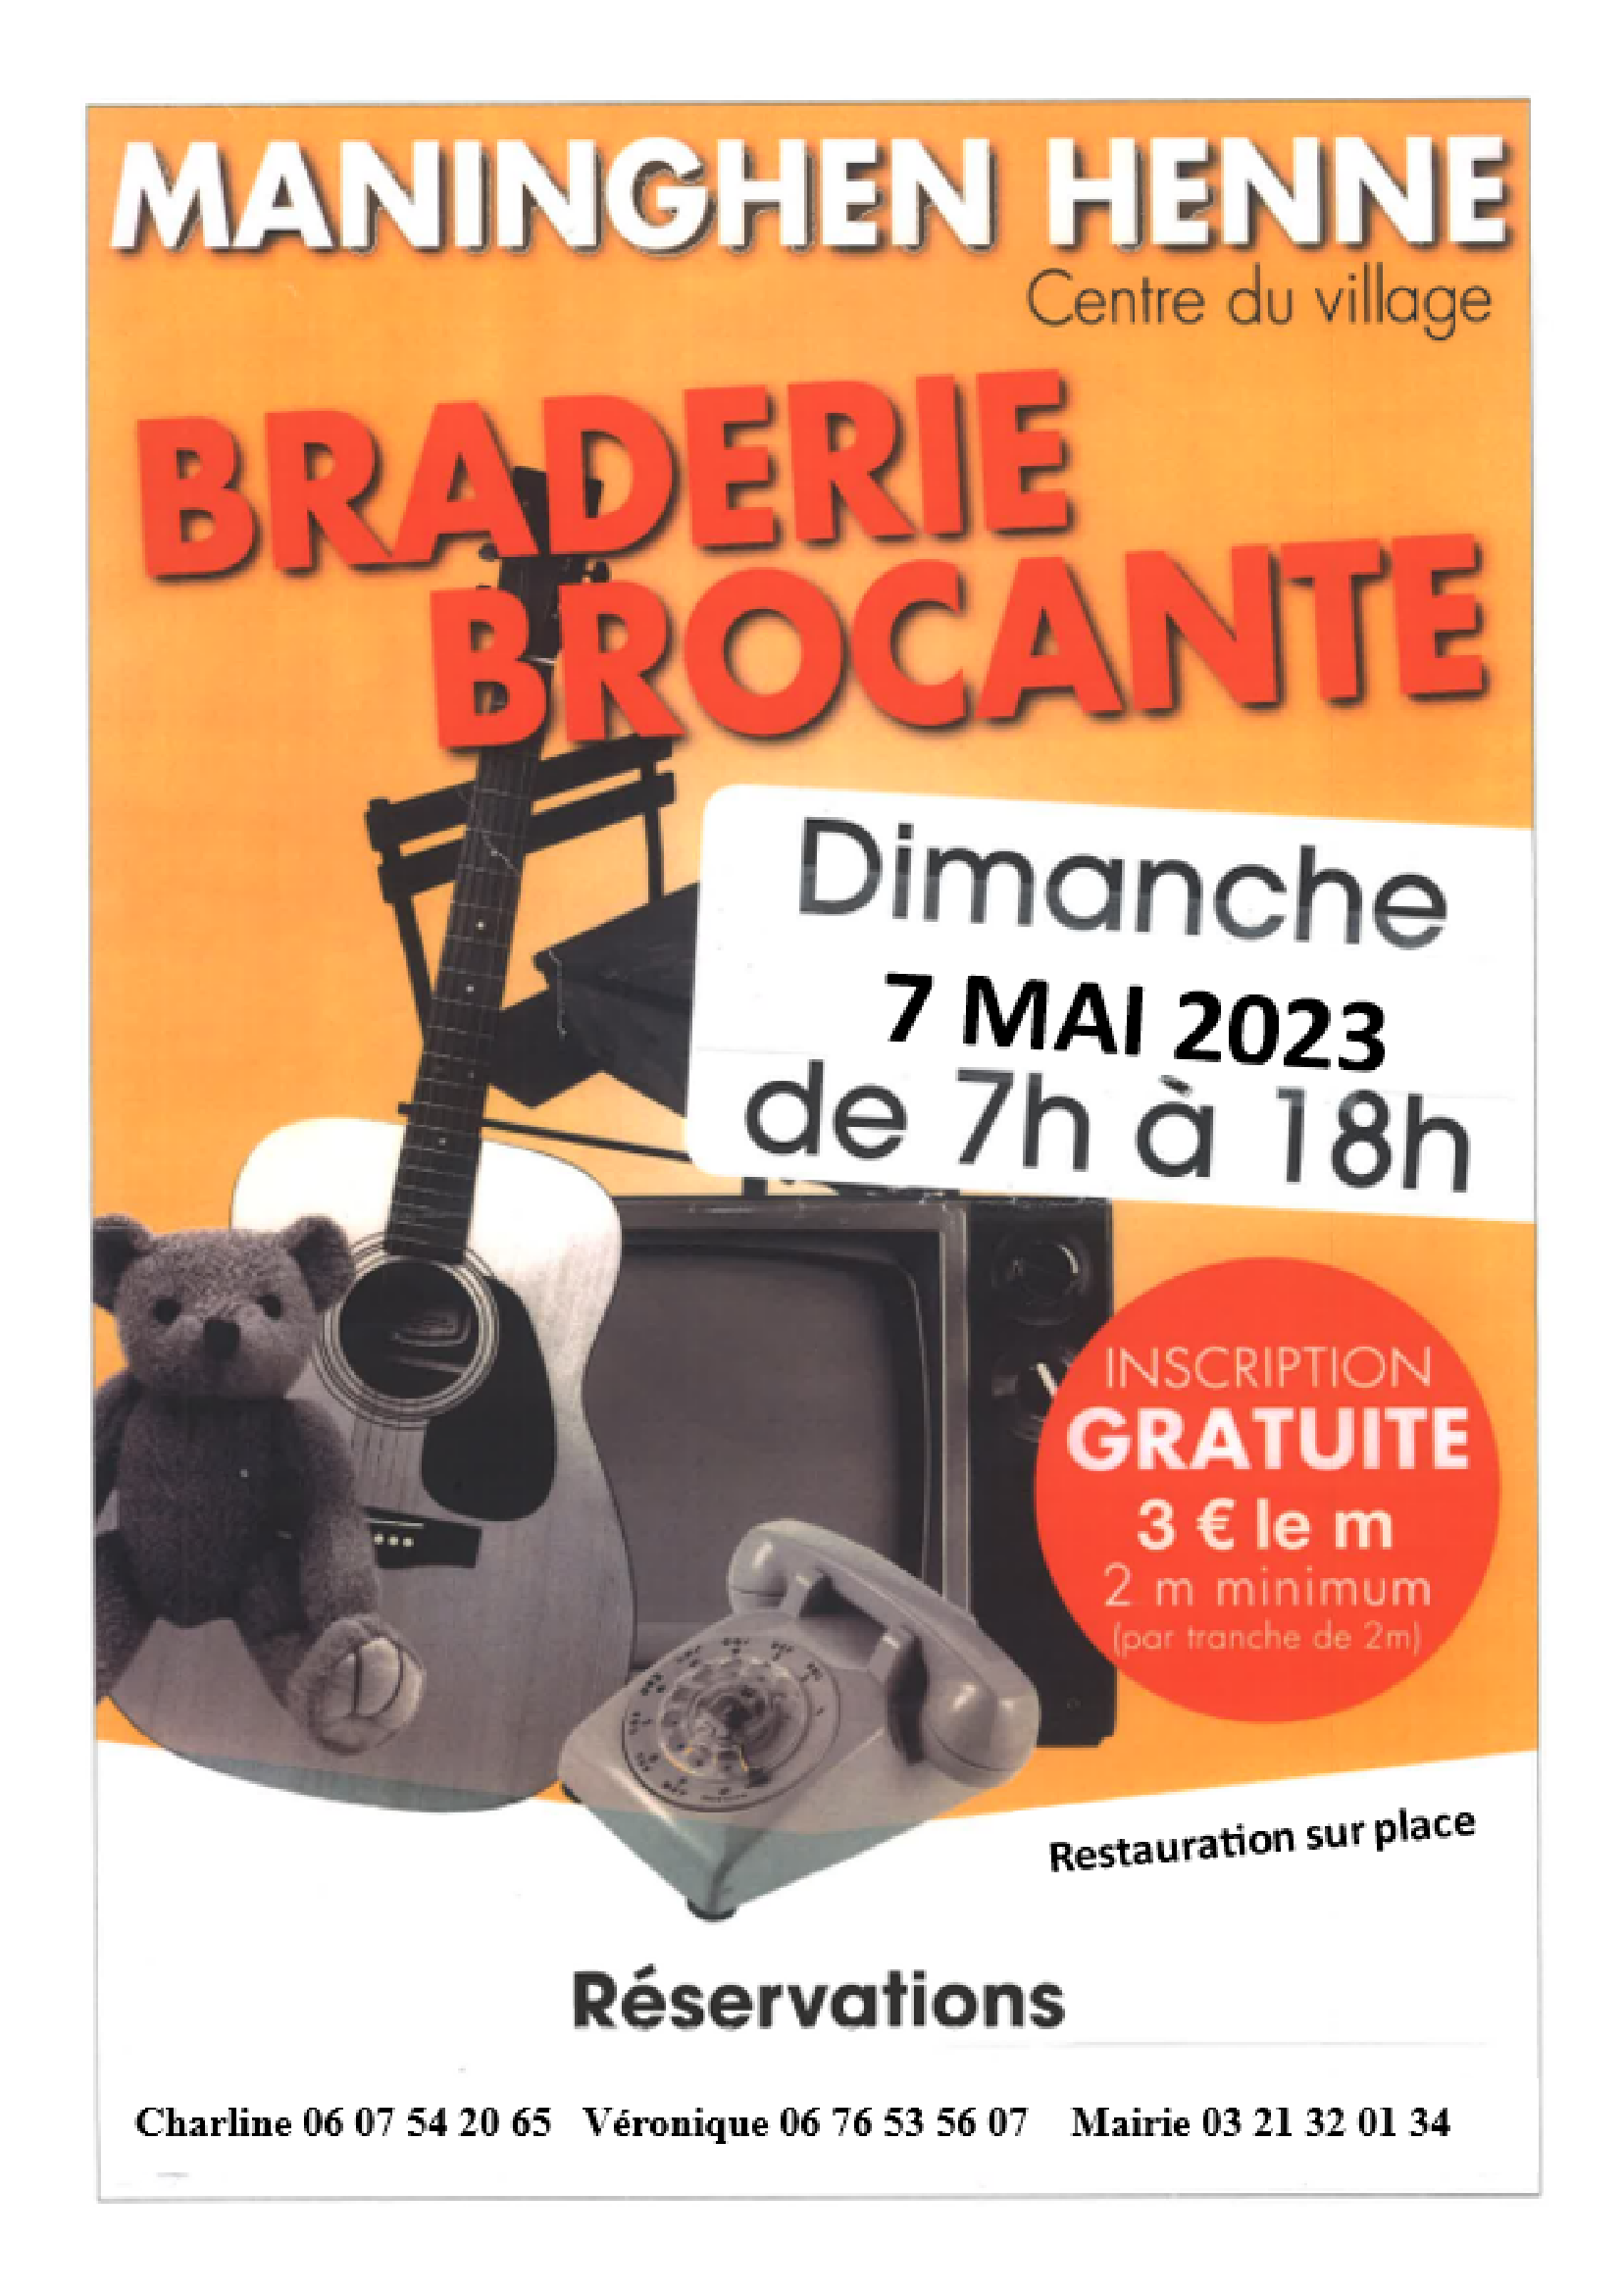 MANINGHEN HENNE
Centre du village
BRADERIE
BROCANTE
Dimanche
7 MAI 2023
de 7h à 18h
INSCRIPTION
GRATUITE
3 € le m
2 m minimum
(par tranche de 2m)
Restauration sur place
Réservations
Charline 06 07 54 20 65 Véronique 06 76 53 56 07 Mairie 03 21 32 01 34